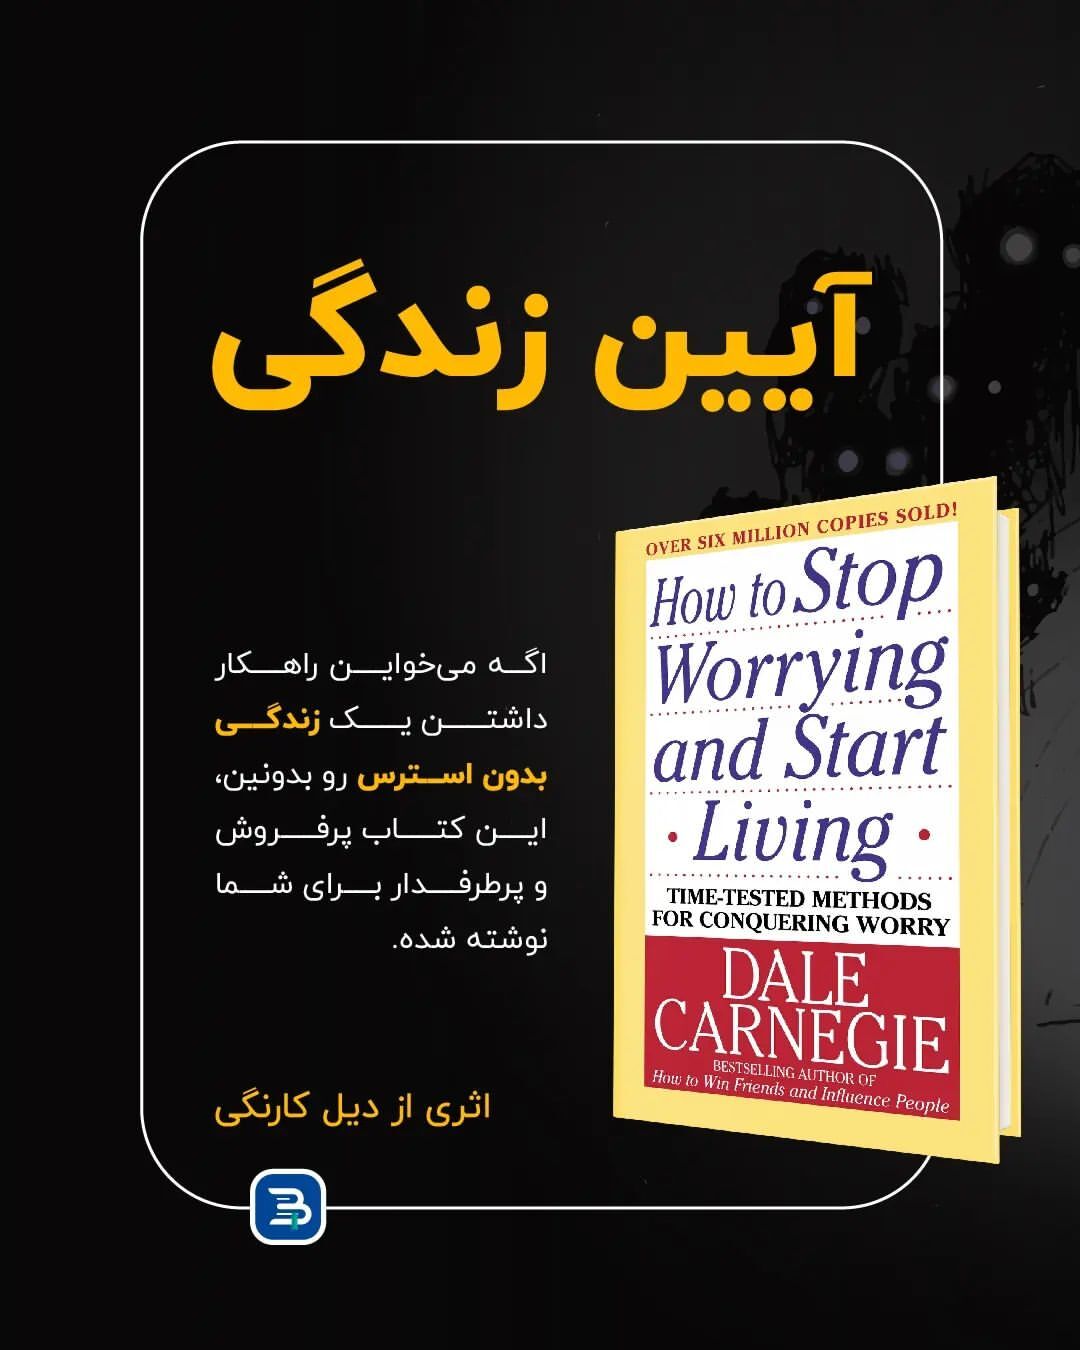 آیین زندگی
اگه می‌خواین راهکار
داشتن یک زندگی
بدون استرس رو بدونین،
این کتاب پرفروش
و پرطرفدار برای شما
نوشته شده.
اثری از دیل کارنگی
OVER SIX MILLION COPIES SOLD!
How to Stop
Worrying
and Start
· Living ·
TIME-TESTED METHODS
FOR CONQUERING WORRY
DALE
CARNEGIE
BESTSELLING AUTHOR OF
How to Win Friends and Influence People